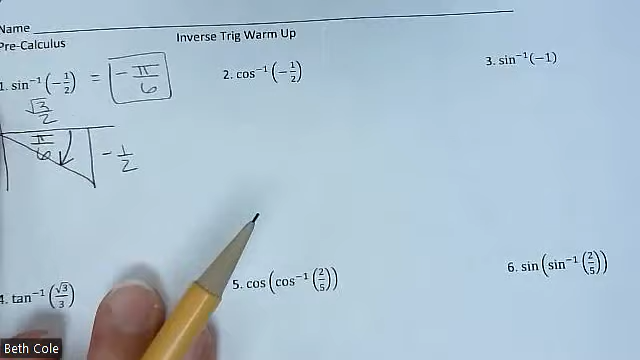 Name
Pre-Calculus
Inverse Trig Warm Up
1. sin⁻¹(−1/2) = −π/6
√3/2
π/6
−1/2
2. cos⁻¹(−1/2)
3. sin⁻¹(−1)
4. tan⁻¹(√3/3)
5. cos(cos⁻¹(2/5))
6. sin(sin⁻¹(2/5))
Beth Cole